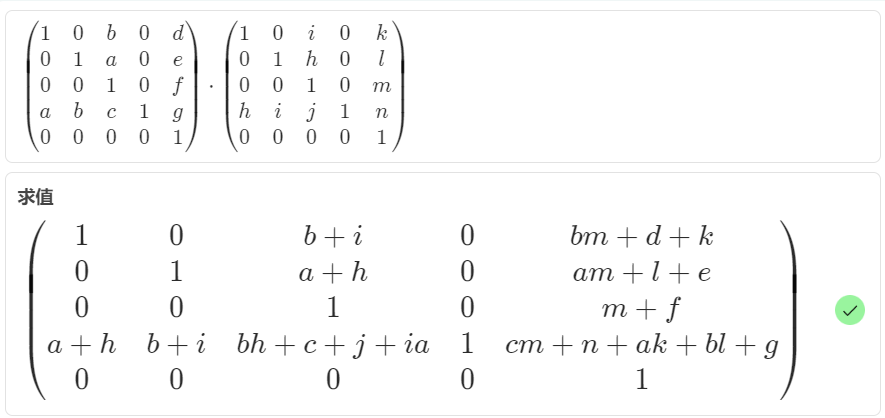 1 0 b 0 d 1 0 i 0 k
0 1 a 0 e 0 1 h 0 l
0 0 1 0 f · 0 0 1 0 m
a b c 1 g h i j 1 n
0 0 0 0 1 0 0 0 0 1
求值
1 0 b + i 0 bm + d + k
0 1 a + h 0 am + l + e
0 0 1 0 m + f
a + h b + i bh + c + j + ia 1 cm + n + ak + bl + g
0 0 0 0 1